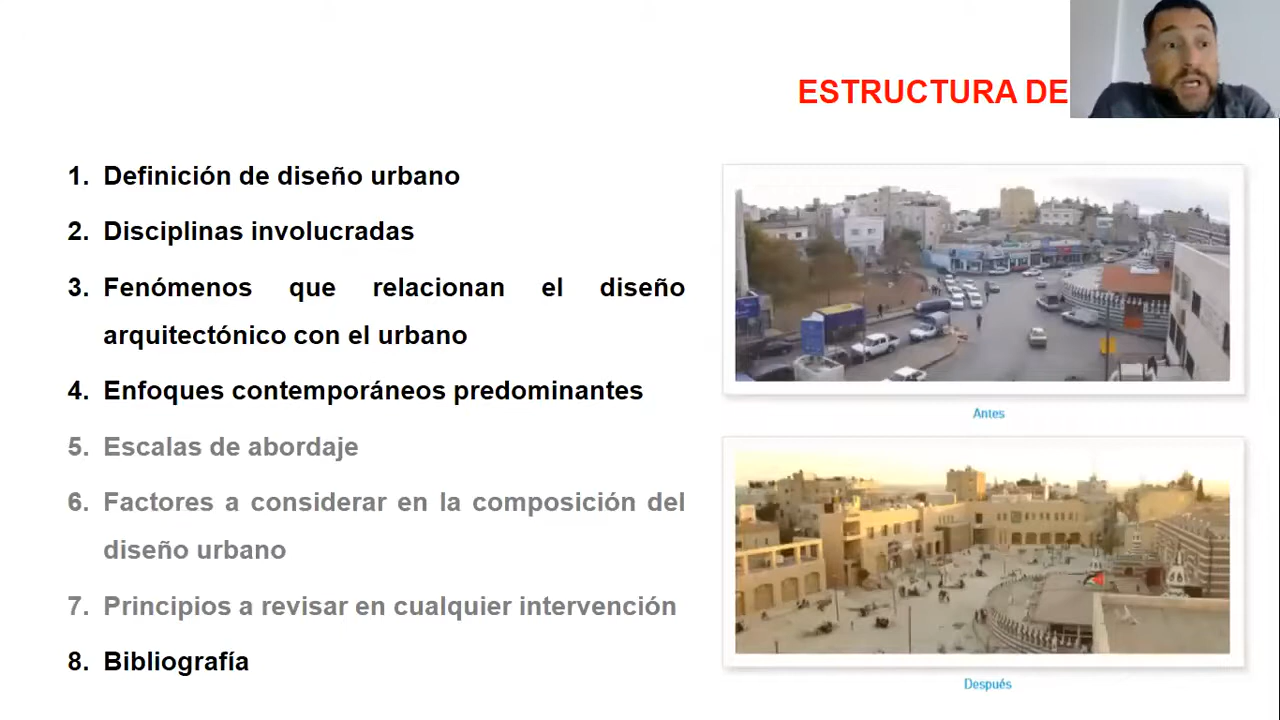 ESTRUCTURA DE
1. Definición de diseño urbano
2. Disciplinas involucradas
3. Fenómenos que relacionan el diseño
arquitectónico con el urbano
4. Enfoques contemporáneos predominantes
5. Escalas de abordaje
6. Factores a considerar en la composición del
diseño urbano
7. Principios a revisar en cualquier intervención
8. Bibliografía
Antes
Después